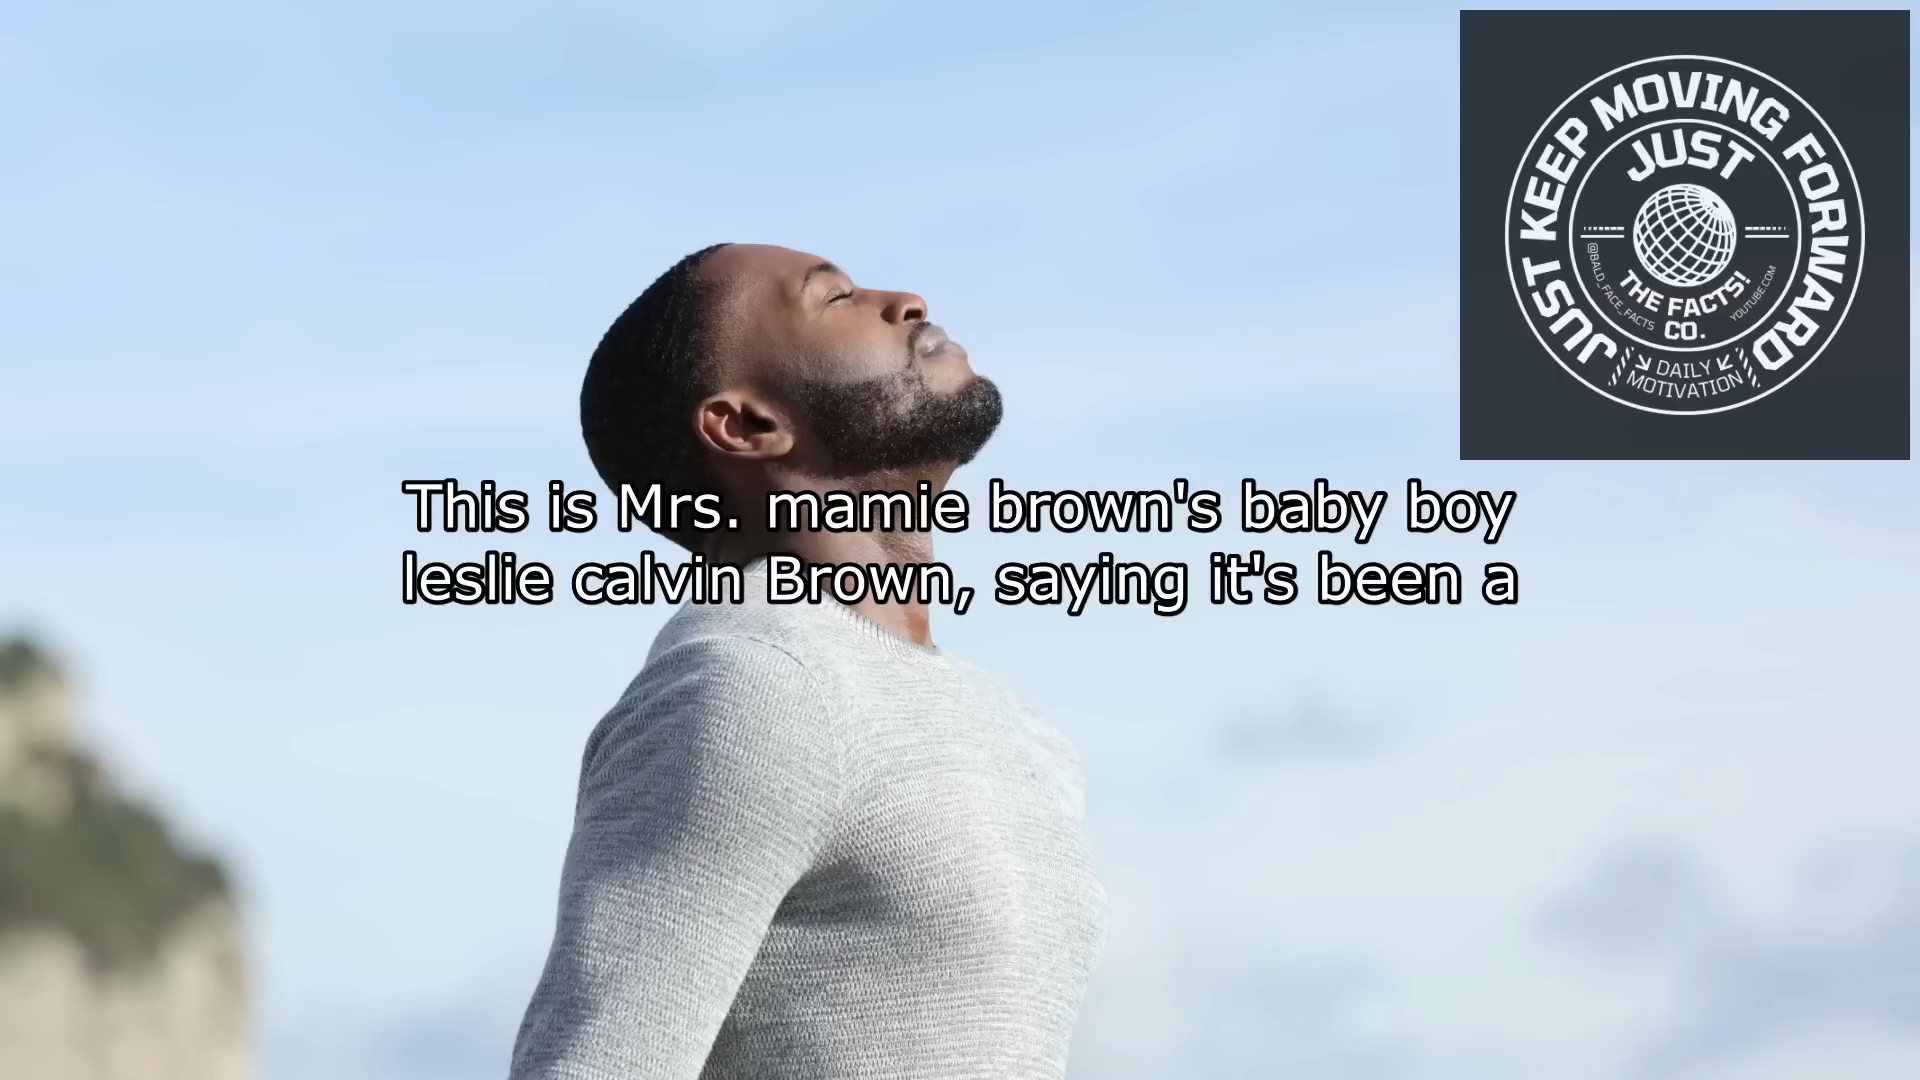 JUST KEEP MOVING FORWARD
JUST
@BALD_FACE_FACTS
THE FACTS!
YOUTUBE.COM
CO.
DAILY
MOTIVATION
This is Mrs. mamie brown's baby boy
leslie calvin Brown, saying it's been a